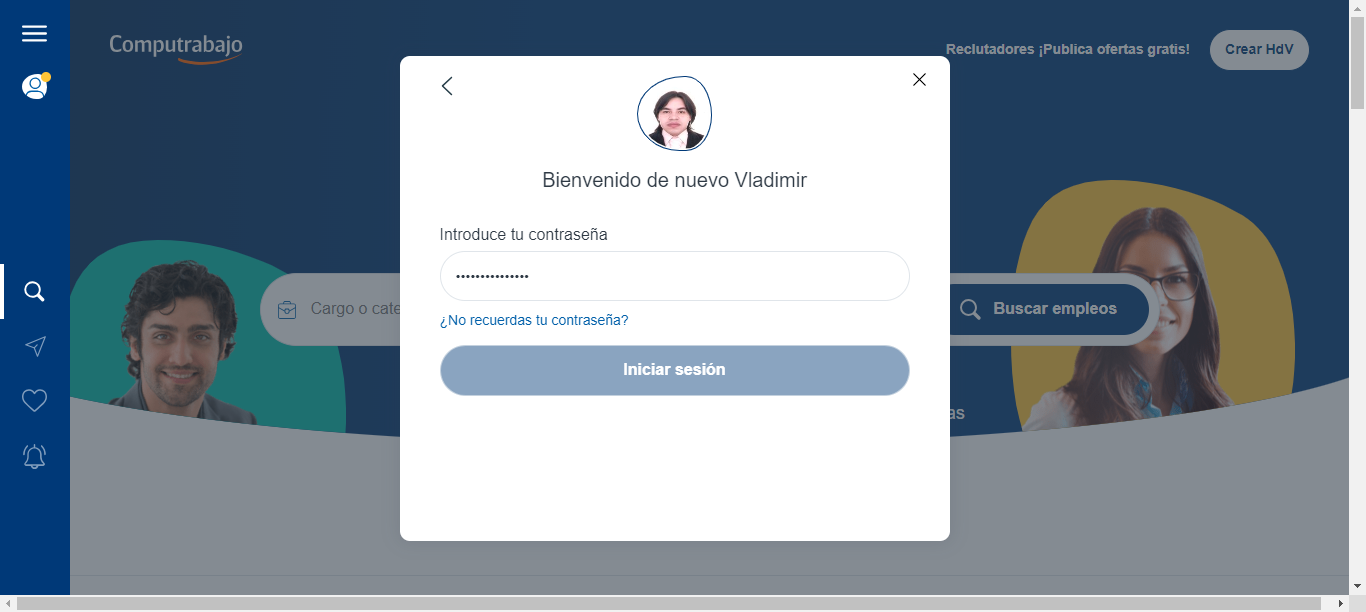 Computrabajo
Reclutadores ¡Publica ofertas gratis!
Crear HdV
Bienvenido de nuevo Vladimir
Introduce tu contraseña
•••••••••••••••
Cargo o cate
Buscar empleos
¿No recuerdas tu contraseña?
Iniciar sesión
as